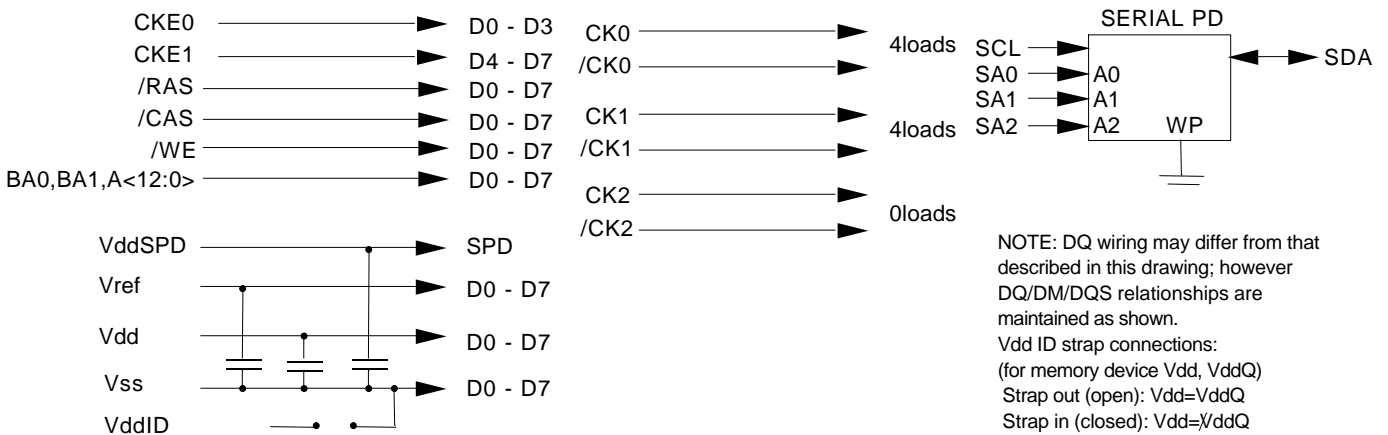 CKE0 D0 - D3
CKE1 D4 - D7
/RAS D0 - D7
/CAS D0 - D7
/WE D0 - D7
BA0,BA1,A<12:0> D0 - D7
VddSPD SPD
Vref D0 - D7
Vdd D0 - D7
Vss D0 - D7
VddID
CK0
/CK0
4loads
CK1
/CK1
4loads
CK2
/CK2
0loads
SERIAL PD
SCL SDA
SA0 A0
SA1 A1
SA2 A2 WP
NOTE: DQ wiring may differ from that
described in this drawing; however
DQ/DM/DQS relationships are
maintained as shown.
Vdd ID strap connections:
(for memory device Vdd, VddQ)
Strap out (open): Vdd=VddQ
Strap in (closed): Vdd≠VddQ